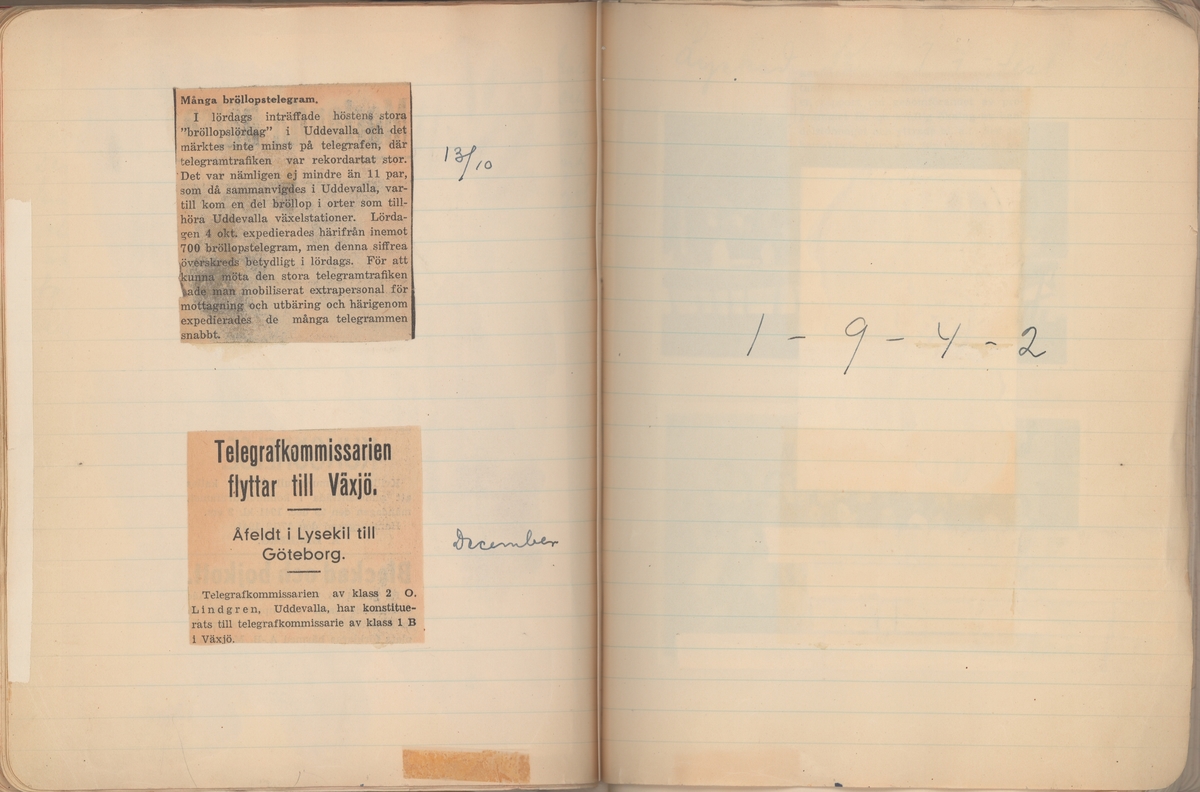 Många bröllopstelegram.
I lördags inträffade höstens stora
"bröllopslördag" i Uddevalla och det
märktes inte minst på telegrafen, där
telegramtrafiken var rekordartat stor.
Det var nämligen ej mindre än 11 par,
som då sammanvigdes i Uddevalla, var-
till kom en del bröllop i orter som till-
höra Uddevalla växelstationer. Lörda-
gen 4 okt. expedierades härifrån inemot
700 bröllopstelegram, men denna siffrea
överskreds betydligt i lördags. För att
kunna möta den stora telegramtrafiken
hade man mobiliserat extrapersonal för
mottagning och utbäring och härigenom
expedierades de många telegrammen
snabbt.
13/10
Telegrafkommissarien
flyttar till Växjö.
Åfeldt i Lysekil till
Göteborg.
Telegrafkommissarien av klass 2 O.
Lindgren, Uddevalla, har konstitue-
rats till telegrafkommissarie av klass 1 B
i Växjö.
December
1 - 9 - 4 - 2